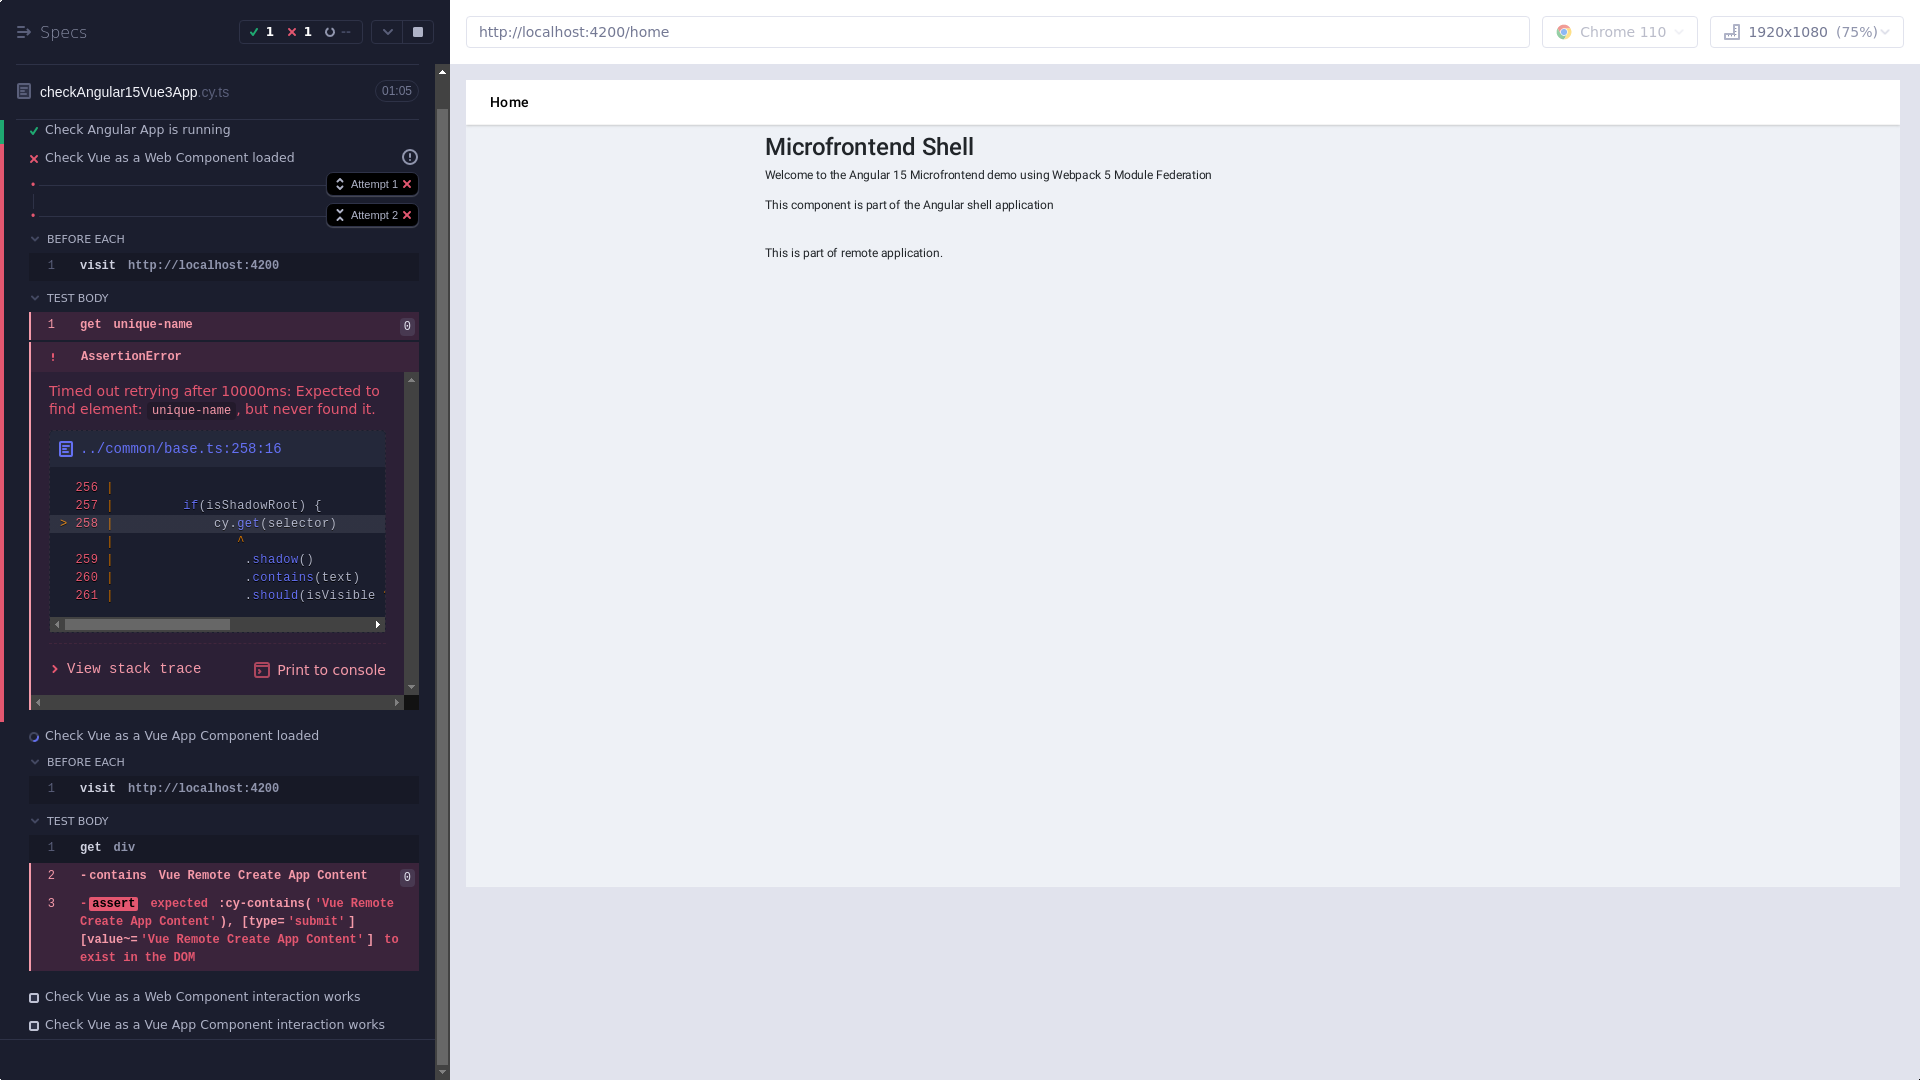 Specs
1 1 --
checkAngular15Vue3App.cy.ts 01:05
Check Angular App is running
Check Vue as a Web Component loaded
Attempt 1
Attempt 2
BEFORE EACH
1 visit http://localhost:4200
TEST BODY
1 get unique-name 0
! AssertionError
Timed out retrying after 10000ms: Expected to
find element: unique-name, but never found it.
../common/base.ts:258:16
256 |
257 | if(isShadowRoot) {
> 258 | cy.get(selector)
| ^
259 | .shadow()
260 | .contains(text)
261 | .should(isVisible
View stack trace Print to console
Check Vue as a Vue App Component loaded
BEFORE EACH
1 visit http://localhost:4200
TEST BODY
1 get div
2 -contains Vue Remote Create App Content 0
3 -assert expected :cy-contains('Vue Remote
Create App Content'), [type='submit']
[value~='Vue Remote Create App Content'] to
exist in the DOM
Check Vue as a Web Component interaction works
Check Vue as a Vue App Component interaction works
http://localhost:4200/home
Chrome 110
1920x1080 (75%)
Home
Microfrontend Shell
Welcome to the Angular 15 Microfrontend demo using Webpack 5 Module Federation
This component is part of the Angular shell application
This is part of remote application.